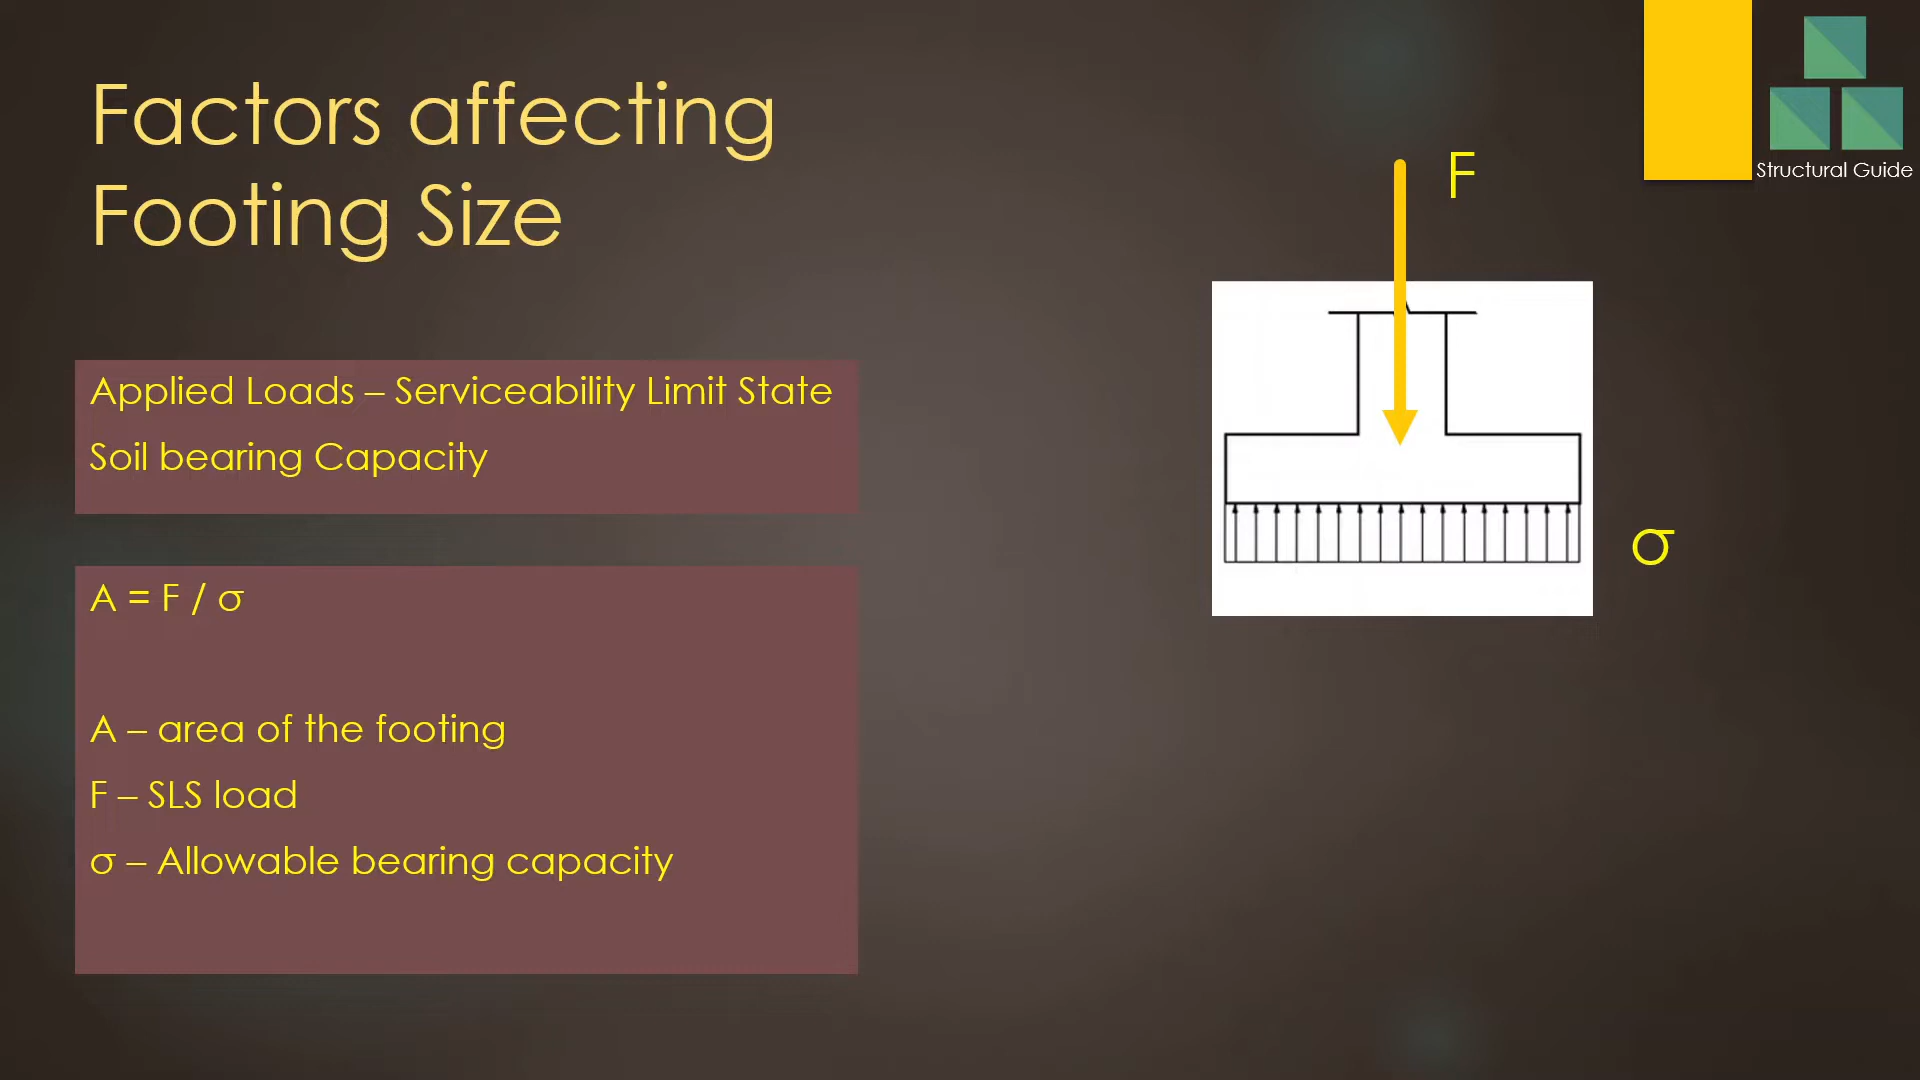 Factors affecting
Footing Size
Applied Loads – Serviceability Limit State
Soil bearing Capacity
A = F / σ
A – area of the footing
F – SLS load
σ – Allowable bearing capacity
F
σ
Structural Guide